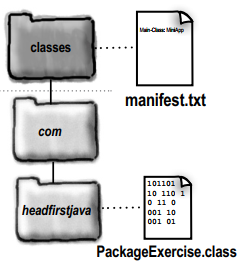 classes
Main-Class: MiniApp
manifest.txt
com
headfirstjava
101101
10 110 1
0 11 0
001 10
001 01
PackageExercise.class